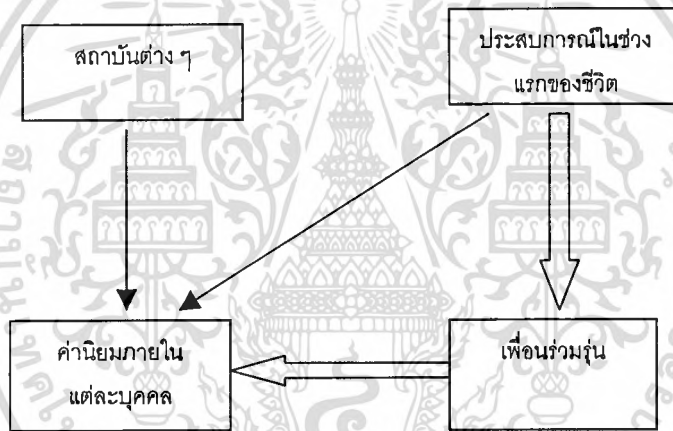 สถาบันต่าง ๆ
ประสบการณ์ในช่วง
แรกของชีวิต
ค่านิยมภายใน
แต่ละบุคคล
เพื่อนร่วมรุ่น